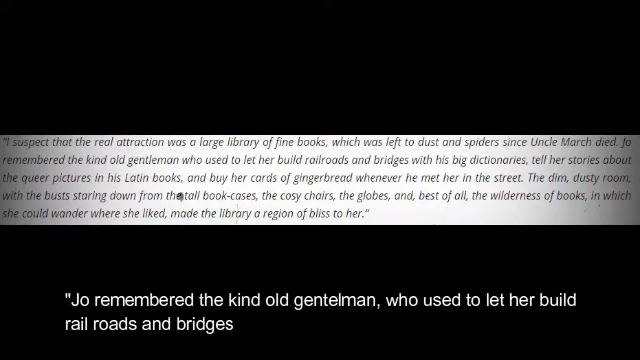 "I suspect that the real attraction was a large library of fine books, which was left to dust and spiders since Uncle March died. Jo
remembered the kind old gentleman who used to let her build railroads and bridges with his big dictionaries, tell her stories about
the queer pictures in his Latin books, and buy her cards of gingerbread whenever he met her in the street. The dim, dusty room,
with the busts staring down from the tall book-cases, the cosy chairs, the globes, and, best of all, the wilderness of books, in which
she could wander where she liked, made the library a region of bliss to her."
"Jo remembered the kind old gentelman, who used to let her build
rail roads and bridges